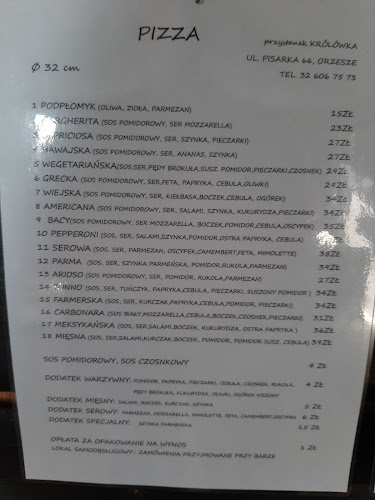 PIZZA
przystanek KRÓLÓWKA
UL. PISARKA 66, ORZESZE
TEL. 32 606 75 73
Ø 32 cm
1 PODPŁOMYK (OLIWA, ZIOŁA, PARMEZAN) 15ZŁ
MARGHERITA (SOS POMIDOROWY, SER MOZZARELLA) 23ZŁ
CAPRICIOSA (SOS POMIDOROWY, SER, SZYNKA, PIECZARKI) 27ZŁ
HAWAJSKA (SOS POMIDOROWY, SER, ANANAS, SZYNKA) 27ZŁ
5 WEGETARIAŃSKA(SOS,SER,PĘDY BROKUŁA,SUSZ. POMIDOR,PIECZARKI,CZOSNEK) 29ZŁ
6 GRECKA (SOS POMIDOROWY, SER,FETA, PAPRYKA, CEBULA,OLIWKI) 29ZŁ
7 WIEJSKA (SOS POMIDOROWY, SER, KIEŁBASA,BOCZEK,CEBULA, OGÓREK) 34ZŁ
8 AMERICANA (SOS POMIDOROWY, SER, SALAMI, SZYNKA, KUKURYDZA,PIECZARKI) 34ZŁ
9 BACY(SOS POMIDOROWY, SER MOZZARELLA, BOCZEK,POMIDOR,CEBULA,OSCYPEK) 35ZŁ
10 PEPPERONI (SOS, SER, SALAMI,SZYNKA,POMIDOR,OSTRA PAPRYKA, CEBULA)
11 SEROWA (SOS, SER, PARMEZAN, OSCYPEK,CAMEMBERT,FETA, MIMOLETTE) 38ZŁ
12 PARMA (SOS, SER, SZYNKA PARMEŃSKA, POMIDOR,RUKOLA,PARMEZAN) 39ZŁ
13 ARIOSO (SOS POMIDOROWY, SER, POMIDOR, RUKOLA,PARMEZAN) 27ZŁ
14 (SOS, SER, TUŃCZYK, PAPRYKA,CEBULA, PIECZARKI, SUSZONY POMIDOR) 34ZŁ
15 FARMERSKA (SOS, SER, KURCZAK,PAPRYKA,CEBULA,POMIDOR, PIECZARKI) 34ZŁ
16 CARBONARA (SOS BIAŁY,MOZZARELLA,CEBULA,BOCZEK,CZOSNEK,PIECZARKI) 31ZŁ
17 MEKSYKAŃSKA (SOS,SER,SALAMI,BOCZEK, KUKURYDZA, OSTRA PAPRYKA) 36ZŁ
18 MIĘSNA (SOS,SER,SALAMI,KURCZAK,BOCZEK,POMIDOR, POMIDOR SUSZ, CEBULA) 39ZŁ
SOS POMIDOROWY, SOS CZOSNKOWY 4 ZŁ
DODATEK WARZYWNY: POMIDOR, PAPRYKA, PIECZARKI, CEBULA, CZOSNEK, RUKOLA, 4 ZŁ
PĘDY BROKUŁA, KUKURYDZA, OLIWKI, OGÓREK KISZONY
DODATEK MIĘSNY: SALAMI, BOCZEK, KURCZAK, SZYNKA 5 ZŁ
DODATEK SEROWY: PARMEZAN, MOZZARELLA, MIMOLETTE, FETA, CAMEMBERT,OSCYPEK 6 ZŁ
DODATEK SPECJALNY: SZYNKA PARMEŃSKA 15 ZŁ
OPŁATA ZA OPAKOWANIE NA WYNOS 1 ZŁ
LOKAL SAMOOBSŁUGOWY - ZAMÓWIENIA PRZYJMOWANE PRZY BARZE